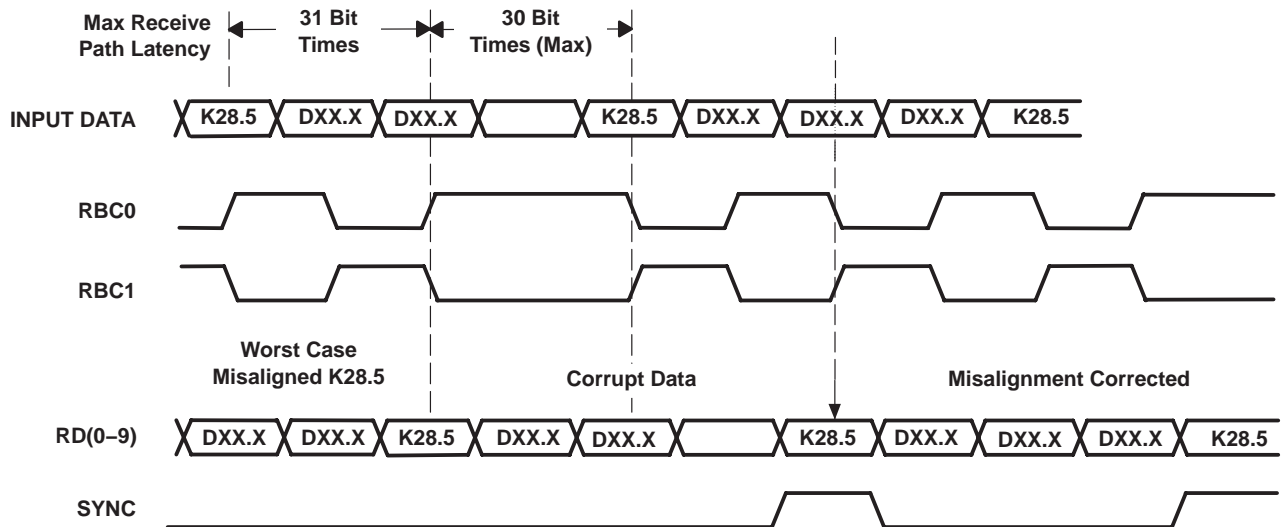 Max Receive
Path Latency
31 Bit
Times
30 Bit
Times (Max)
INPUT DATA
K28.5 DXX.X DXX.X K28.5 DXX.X DXX.X DXX.X K28.5
RBC0
RBC1
Worst Case
Misaligned K28.5
Corrupt Data
Misalignment Corrected
RD(0–9)
DXX.X DXX.X K28.5 DXX.X DXX.X K28.5 DXX.X DXX.X DXX.X K28.5
SYNC